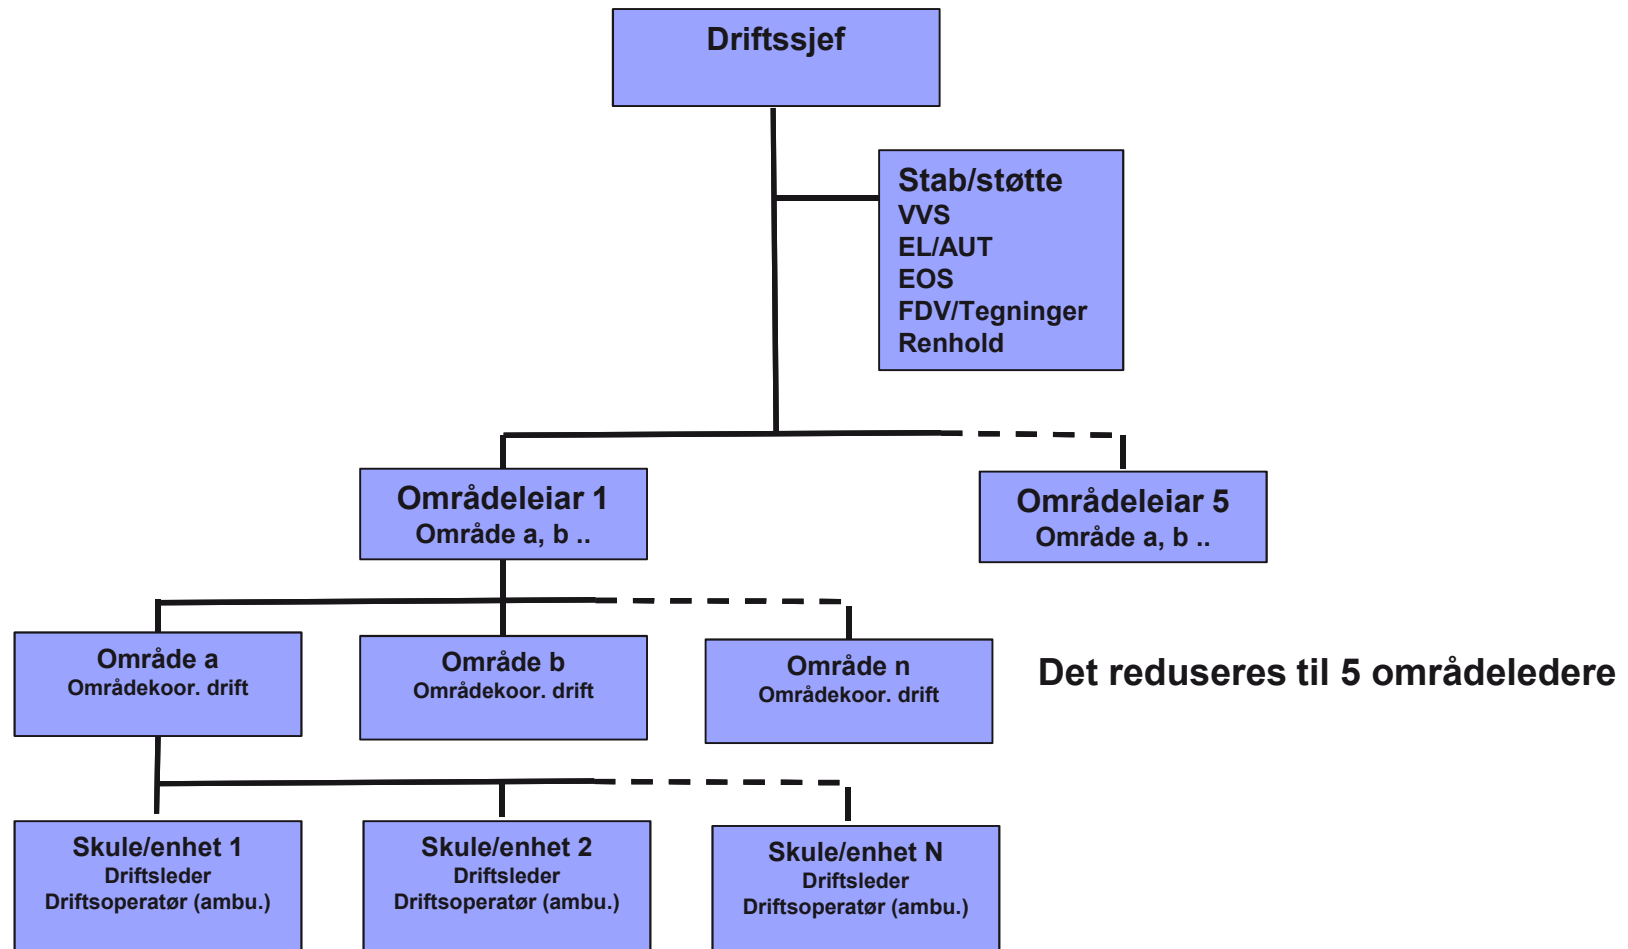 Driftssjef
Stab/støtte
VVS
EL/AUT
EOS
FDV/Tegninger
Renhold
Områdeleiar 1
Område a, b ..
Områdeleiar 5
Område a, b ..
Område a
Områdekoor. drift
Område b
Områdekoor. drift
Område n
Områdekoor. drift
Det reduseres til 5 områdeledere
Skule/enhet 1
Driftsleder
Driftsoperatør (ambu.)
Skule/enhet 2
Driftsleder
Driftsoperatør (ambu.)
Skule/enhet N
Driftsleder
Driftsoperatør (ambu.)